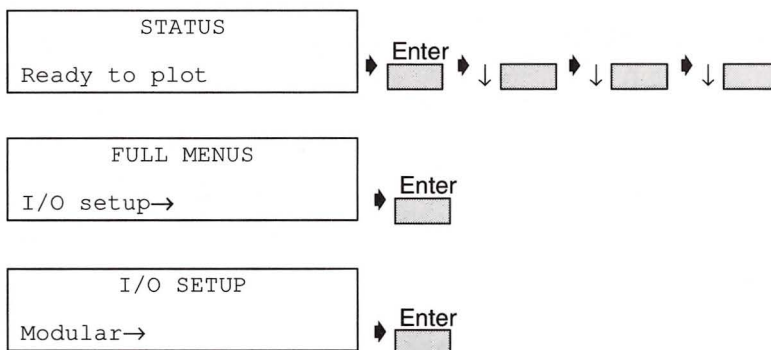 STATUS
Ready to plot
Enter
↓ ↓ ↓
FULL MENUS
I/O setup→
Enter
I/O SETUP
Modular→
Enter